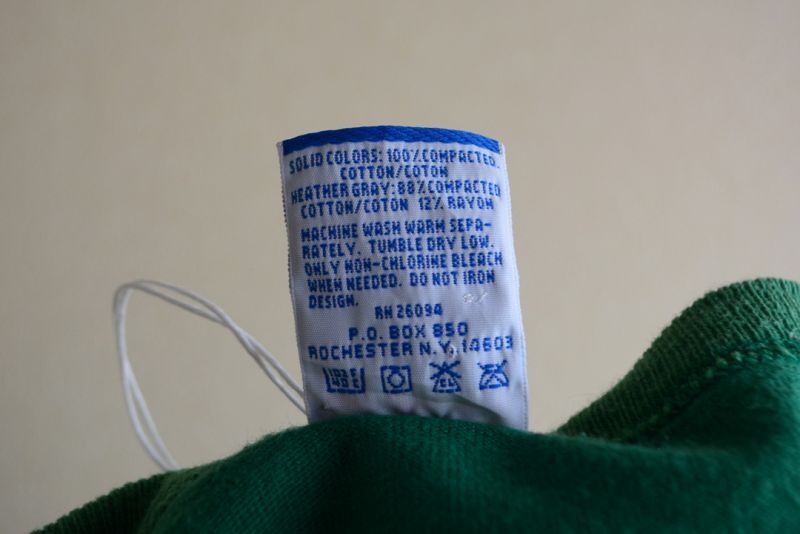 SOLID COLORS: 100% COMPACTED
COTTON/COTON
HEATHER GRAY: 88% COMPACTED
COTTON/COTON 12% RAYON
MACHINE WASH WARM SEPA-
RATELY. TUMBLE DRY LOW.
ONLY NON-CHLORINE BLEACH
WHEN NEEDED. DO NOT IRON
DESIGN.
RN 26094
P.O. BOX 850
ROCHESTER N.Y. 14603